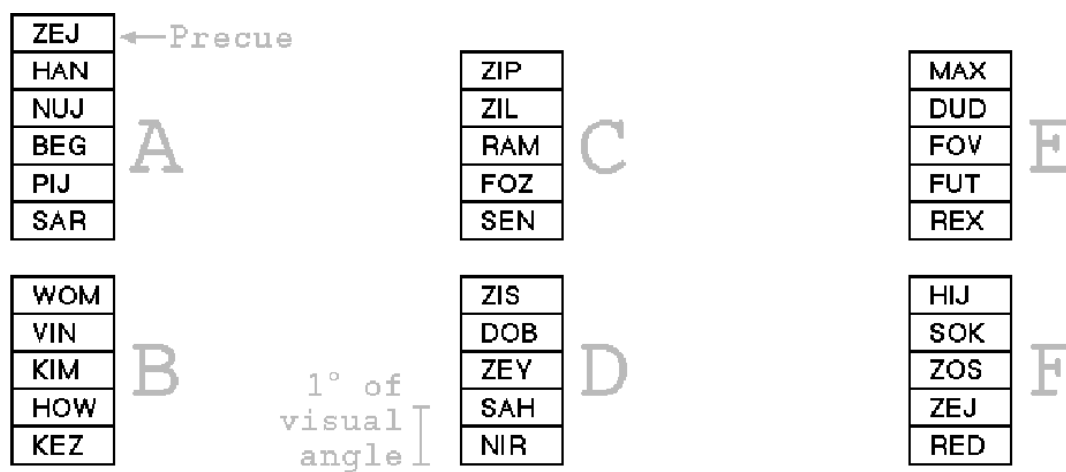 ZEJ
Precue
HAN
NUJ
BEG
PIJ
SAR
A
ZIP
ZIL
RAM
FOZ
SEN
C
MAX
DUD
FOV
FUT
REX
E
WOM
VIN
KIM
HOW
KEZ
B
1° of
visual
angle
ZIS
DOB
ZEY
SAH
NIR
D
HIJ
SOK
ZOS
ZEJ
RED
F